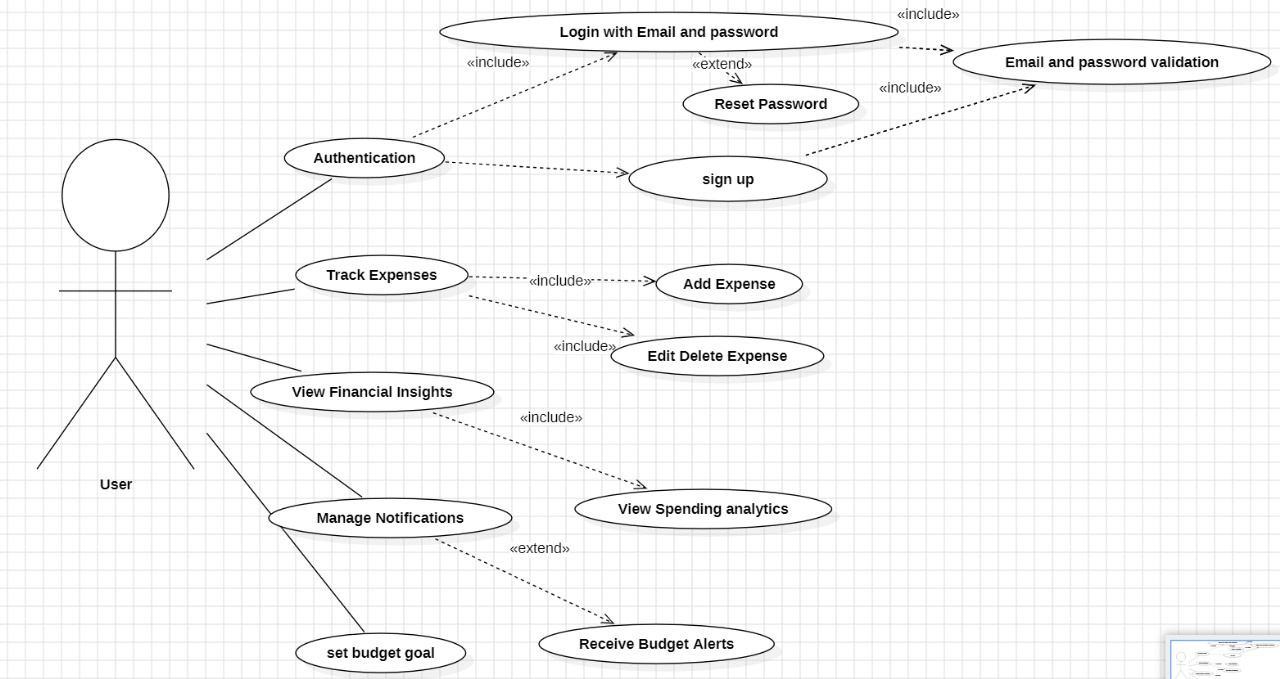 «include»
Login with Email and password
«include»
«extend»
Email and password validation
«include»
Reset Password
Authentication
sign up
Track Expenses
«include»
Add Expense
«include»
Edit Delete Expense
View Financial Insights
«include»
User
View Spending analytics
Manage Notifications
«extend»
set budget goal
Receive Budget Alerts